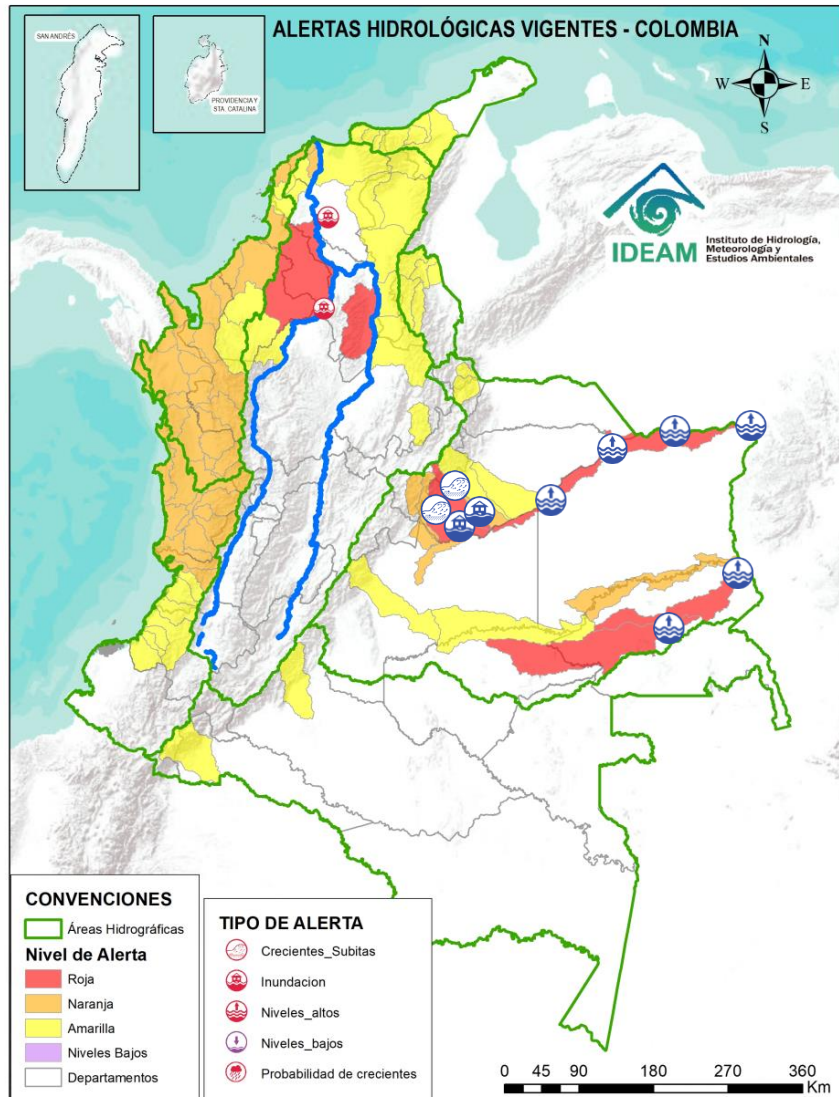 ALERTAS HIDROLÓGICAS VIGENTES - COLOMBIA
SAN ANDRÉS
PROVIDENCIA Y
STA. CATALINA
N
W
E
S
IDEAM
Instituto de Hidrología,
Meteorología y
Estudios Ambientales
CONVENCIONES
Áreas Hidrográficas
Nivel de Alerta
Roja
Naranja
Amarilla
Niveles Bajos
Departamentos
TIPO DE ALERTA
Crecientes_Subitas
Inundacion
Niveles_altos
Niveles_bajos
Probabilidad de crecientes
0 45 90 180 270 360
Km